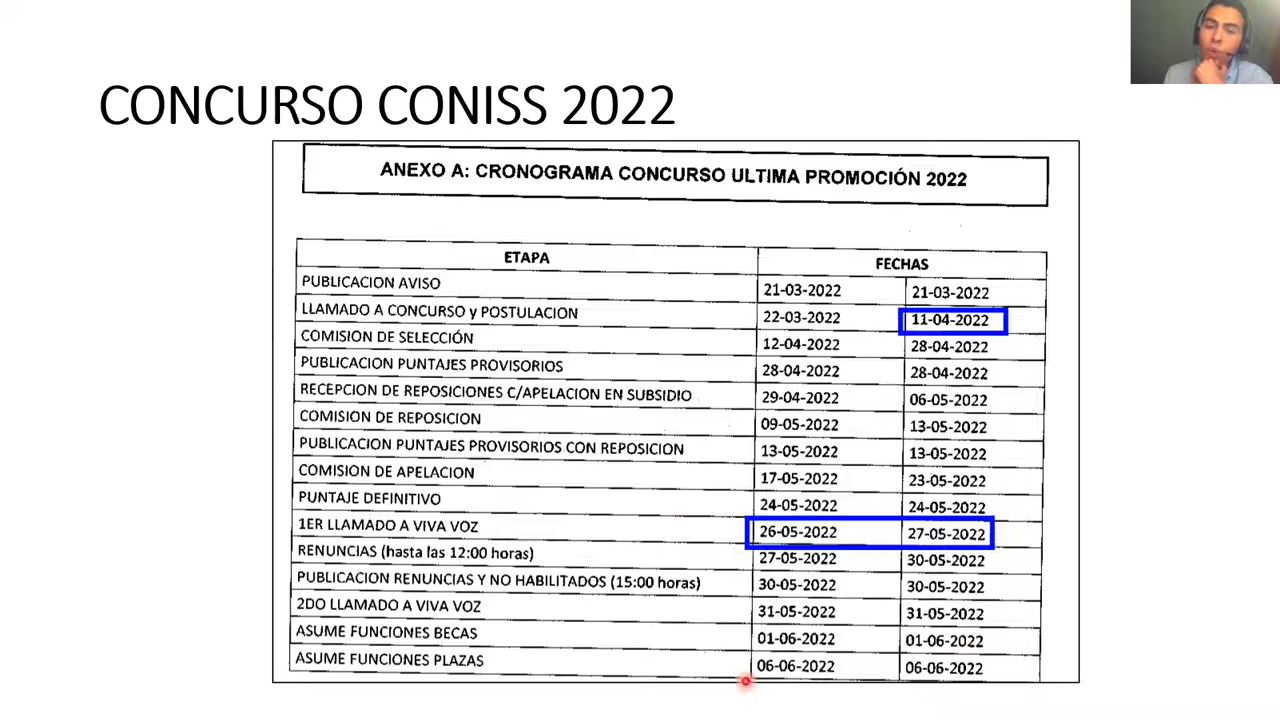 CONCURSO CONISS 2022
ANEXO A: CRONOGRAMA CONCURSO ULTIMA PROMOCIÓN 2022
ETAPA FECHAS
PUBLICACION AVISO 21-03-2022 21-03-2022
LLAMADO A CONCURSO y POSTULACION 22-03-2022 11-04-2022
COMISION DE SELECCIÓN 12-04-2022 28-04-2022
PUBLICACION PUNTAJES PROVISORIOS 28-04-2022 28-04-2022
RECEPCION DE REPOSICIONES C/APELACION EN SUBSIDIO 29-04-2022 06-05-2022
COMISION DE REPOSICION 09-05-2022 13-05-2022
PUBLICACION PUNTAJES PROVISORIOS CON REPOSICION 13-05-2022 13-05-2022
COMISION DE APELACION 17-05-2022 23-05-2022
PUNTAJE DEFINITIVO 24-05-2022 24-05-2022
1ER LLAMADO A VIVA VOZ 26-05-2022 27-05-2022
RENUNCIAS (hasta las 12:00 horas) 27-05-2022 30-05-2022
PUBLICACION RENUNCIAS Y NO HABILITADOS (15:00 horas) 30-05-2022 30-05-2022
2DO LLAMADO A VIVA VOZ 31-05-2022 31-05-2022
ASUME FUNCIONES BECAS 01-06-2022 01-06-2022
ASUME FUNCIONES PLAZAS 06-06-2022 06-06-2022